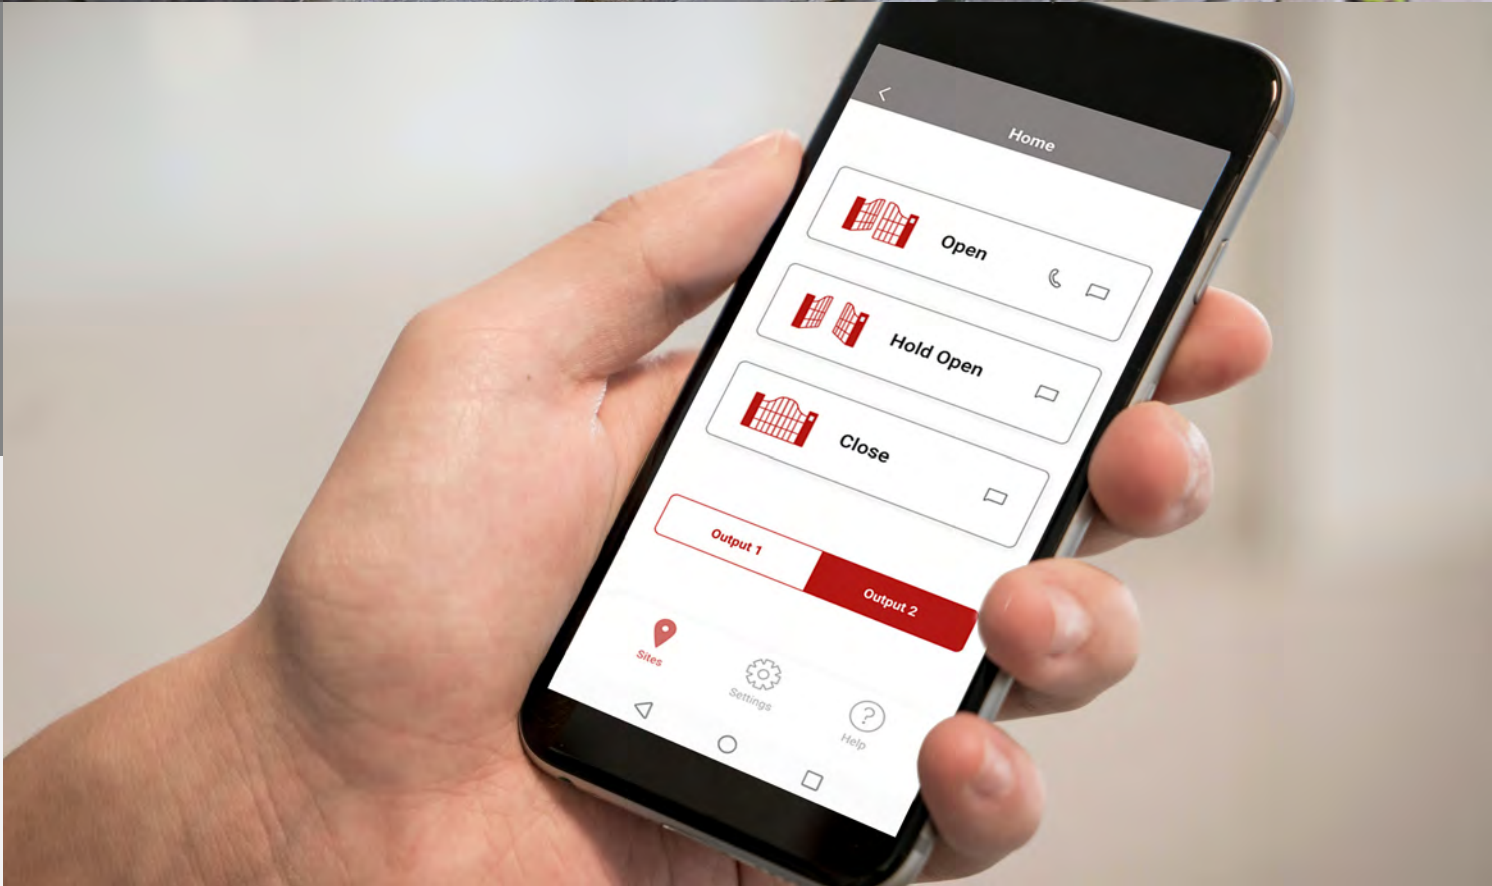 Home
Open
Hold Open
Close
Output 1
Output 2
Sites
Settings
Help